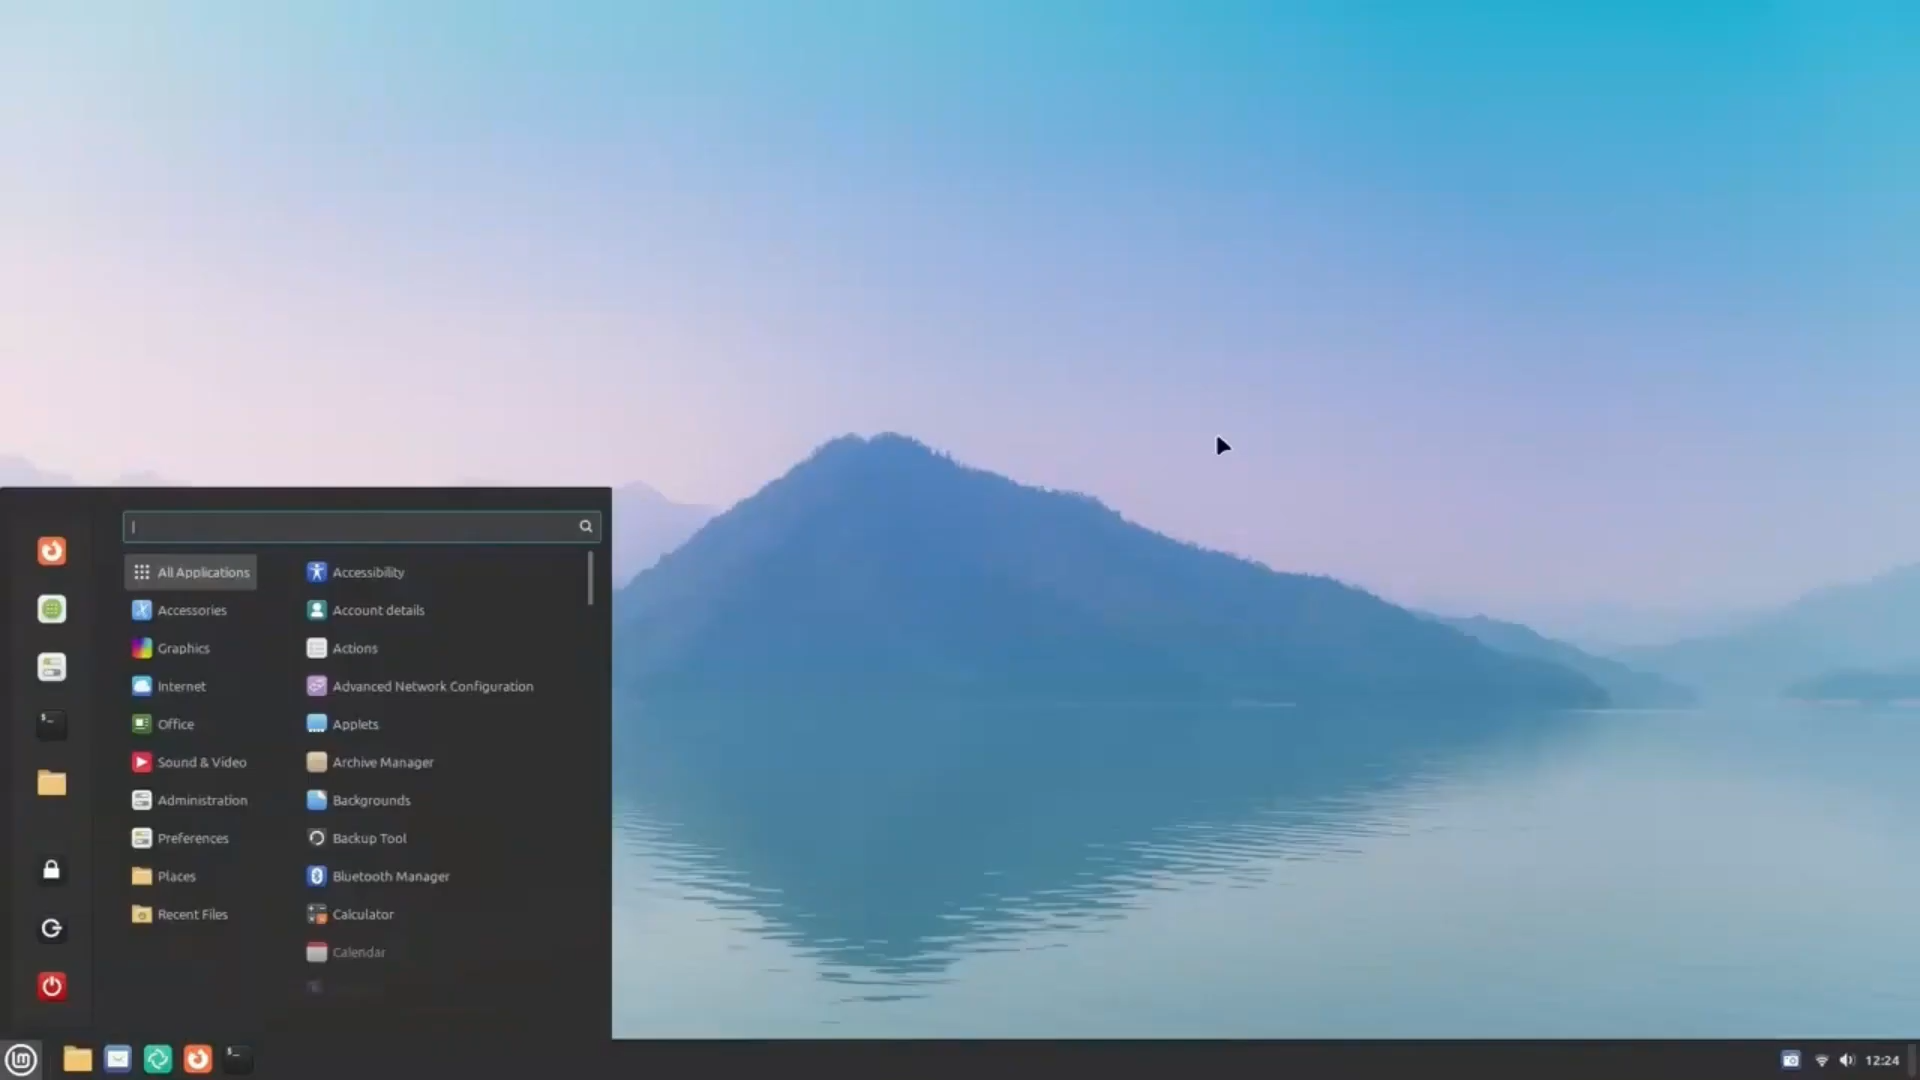 All Applications
Accessories
Graphics
Internet
Office
Sound & Video
Administration
Preferences
Places
Recent Files
Accessibility
Account details
Actions
Advanced Network Configuration
Applets
Archive Manager
Backgrounds
Backup Tool
Bluetooth Manager
Calculator
Calendar
12:24